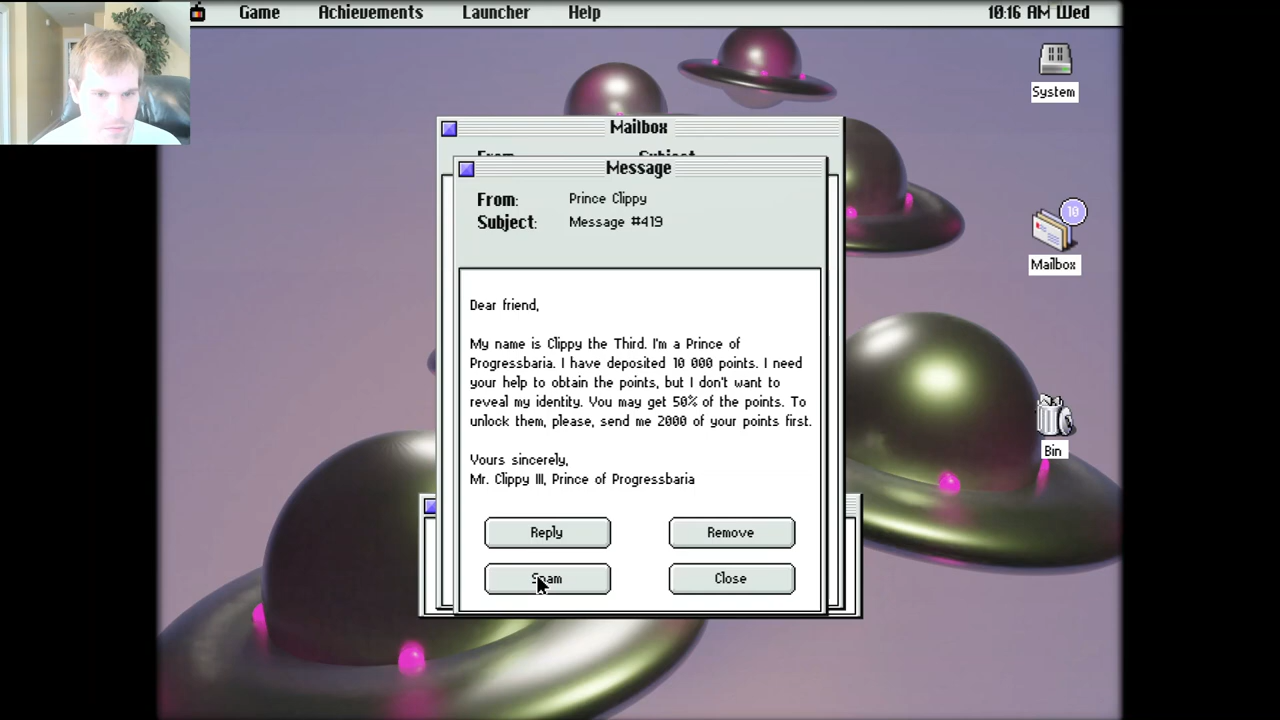 Game Achievements Launcher Help 10:16 AM Wed
System
Mailbox
Message
From: Prince Clippy
Subject: Message #419
10
Mailbox
Dear friend,
My name is Clippy the Third. I'm a Prince of
Progressbaria. I have deposited 10 000 points. I need
your help to obtain the points, but I don't want to
reveal my identity. You may get 50% of the points. To
unlock them, please, send me 2000 of your points first.
Bin
Yours sincerely,
Mr. Clippy III, Prince of Progressbaria
Reply Remove
Spam Close